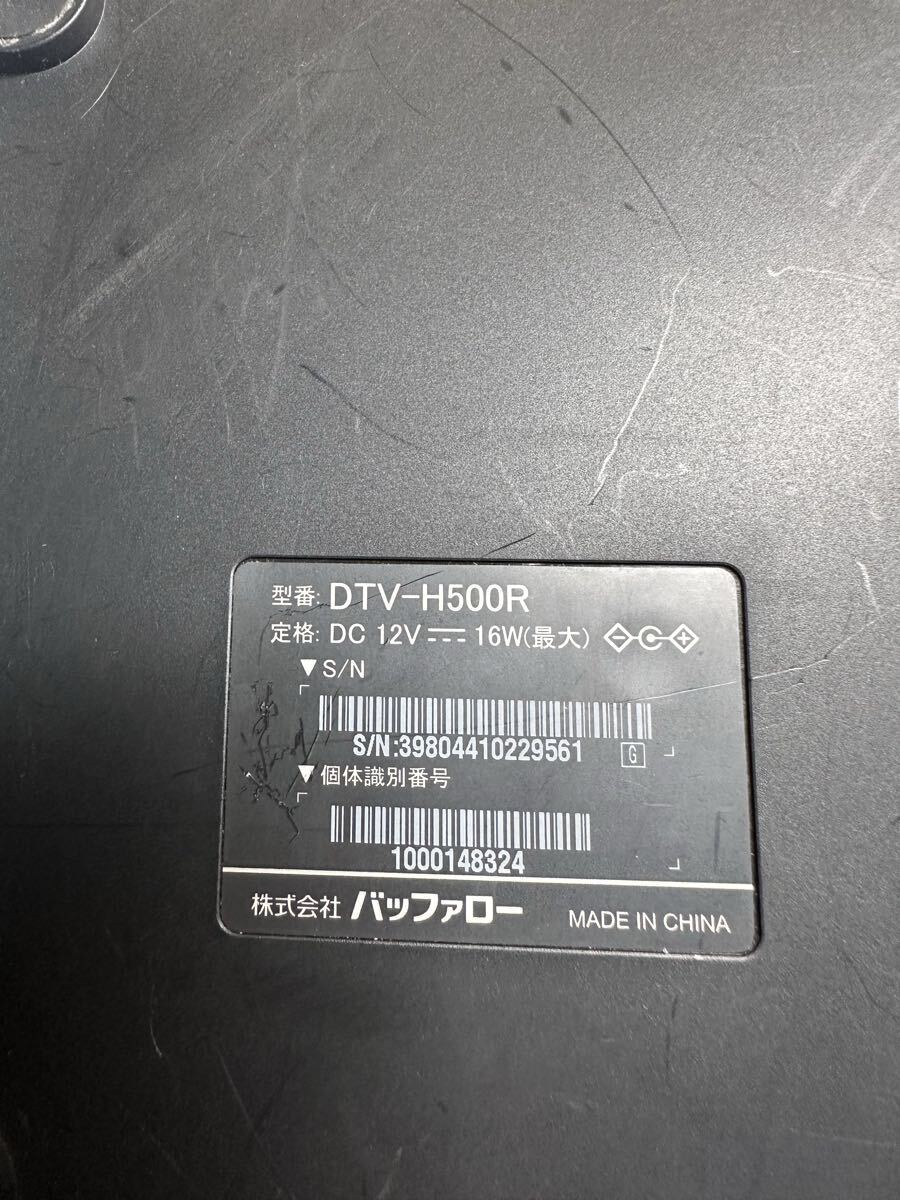 型番: DTV-H500R
定格: DC 12V 16W(最大)
▼S/N
S/N:39804410229561 G
▼個体識別番号
1000148324
株式会社 バッファロー MADE IN CHINA